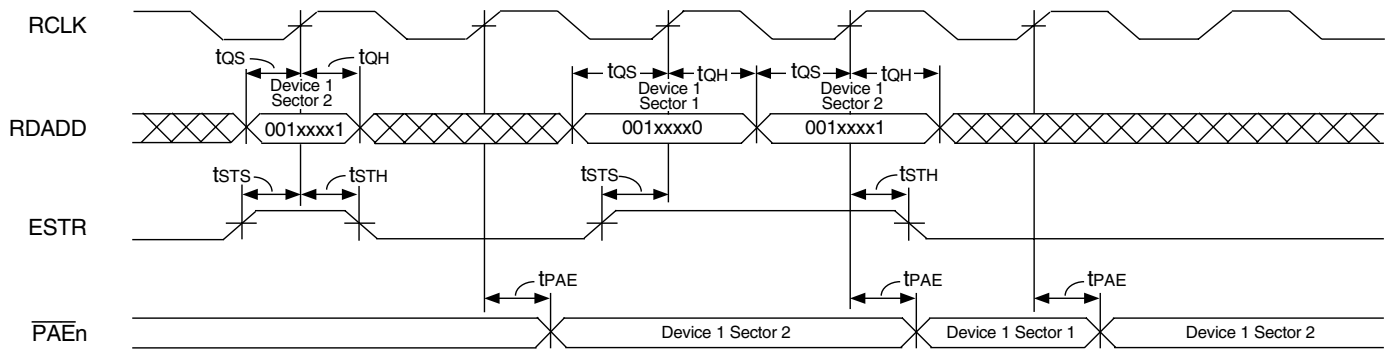 RCLK
tQS tQH tQS tQH tQS tQH
Device 1 Device 1 Device 1
Sector 2 Sector 1 Sector 2
RDADD 001xxxx1 001xxxx0 001xxxx1
tSTS tSTH tSTS tSTH
ESTR
tPAE tPAE tPAE
PAEn Device 1 Sector 2 Device 1 Sector 1 Device 1 Sector 2